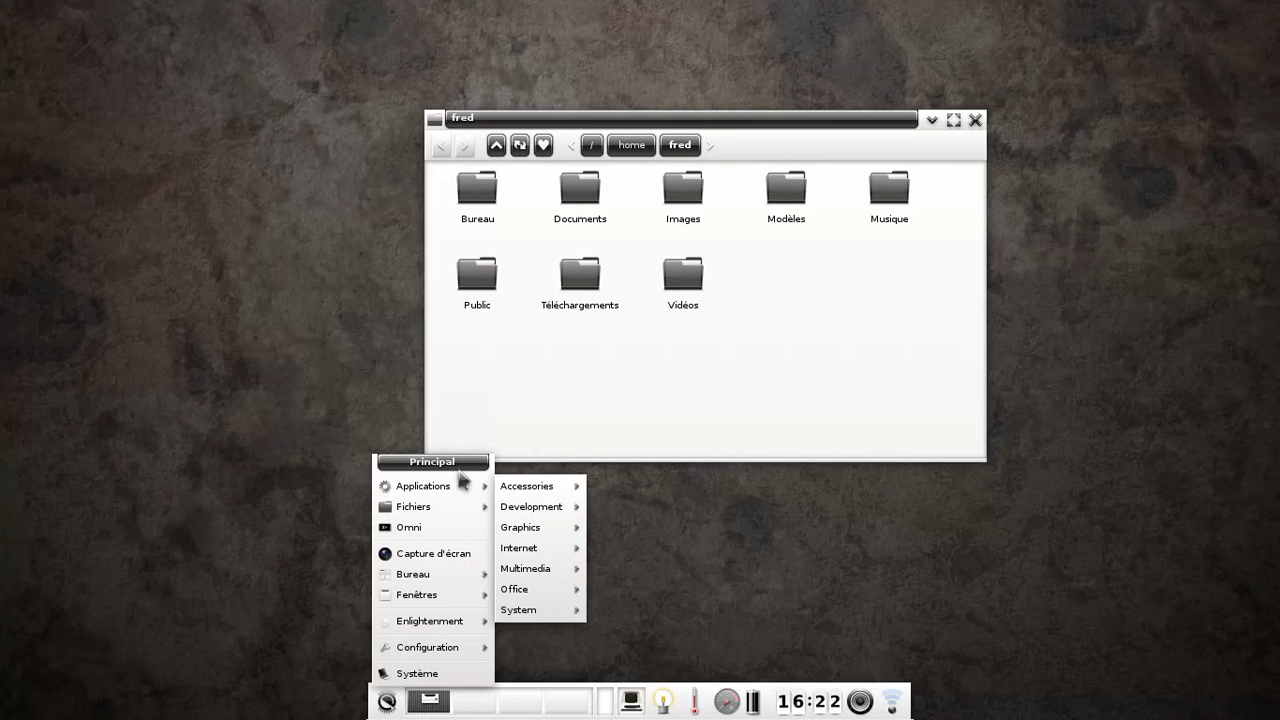 fred
/ home fred
Bureau Documents Images Modèles Musique
Public Téléchargements Vidéos
Principal
Applications
Fichiers
Omni
Capture d'écran
Bureau
Fenêtres
Enlightenment
Configuration
Système
Accessories
Development
Graphics
Internet
Multimedia
Office
System
16:22